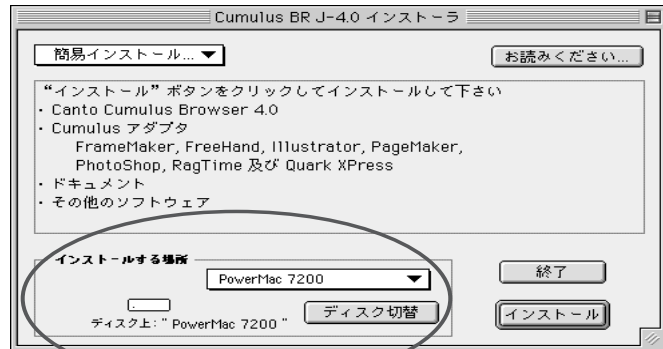 Cumulus BR J-4.0 インストーラ
簡易インストール...
お読みください...
“インストール”ボタンをクリックしてインストールして下さい
・Canto Cumulus Browser 4.0
・Cumulus アダプタ
FrameMaker, FreeHand, Illustrator, PageMaker,
PhotoShop, RagTime 及び Quark XPress
・ドキュメント
・その他のソフトウェア
インストールする場所
PowerMac 7200
終了
ディスク切替
インストール
ディスク上:"PowerMac 7200"